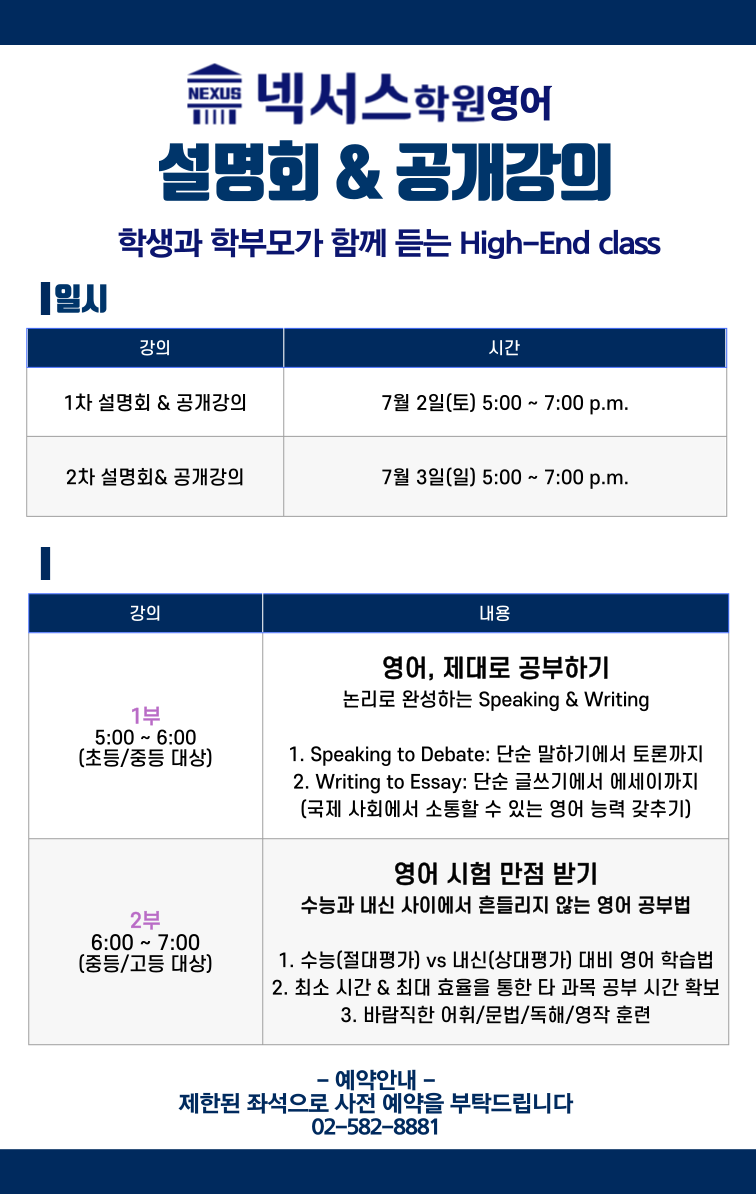 NEXUS 넥서스학원영어
설명회 & 공개강의
학생과 학부모가 함께 듣는 High-End class
일시
강의 시간
1차 설명회 & 공개강의 7월 2일(토) 5:00 ~ 7:00 p.m.
2차 설명회& 공개강의 7월 3일(일) 5:00 ~ 7:00 p.m.
강의 내용
1부
5:00 ~ 6:00
(초등/중등 대상)
영어, 제대로 공부하기
논리로 완성하는 Speaking & Writing
1. Speaking to Debate: 단순 말하기에서 토론까지
2. Writing to Essay: 단순 글쓰기에서 에세이까지
(국제 사회에서 소통할 수 있는 영어 능력 갖추기)
2부
6:00 ~ 7:00
(중등/고등 대상)
영어 시험 만점 받기
수능과 내신 사이에서 흔들리지 않는 영어 공부법
1. 수능(절대평가) vs 내신(상대평가) 대비 영어 학습법
2. 최소 시간 & 최대 효율을 통한 타 과목 공부 시간 확보
3. 바람직한 어휘/문법/독해/영작 훈련
- 예약안내 -
제한된 좌석으로 사전 예약을 부탁드립니다
02-582-8881